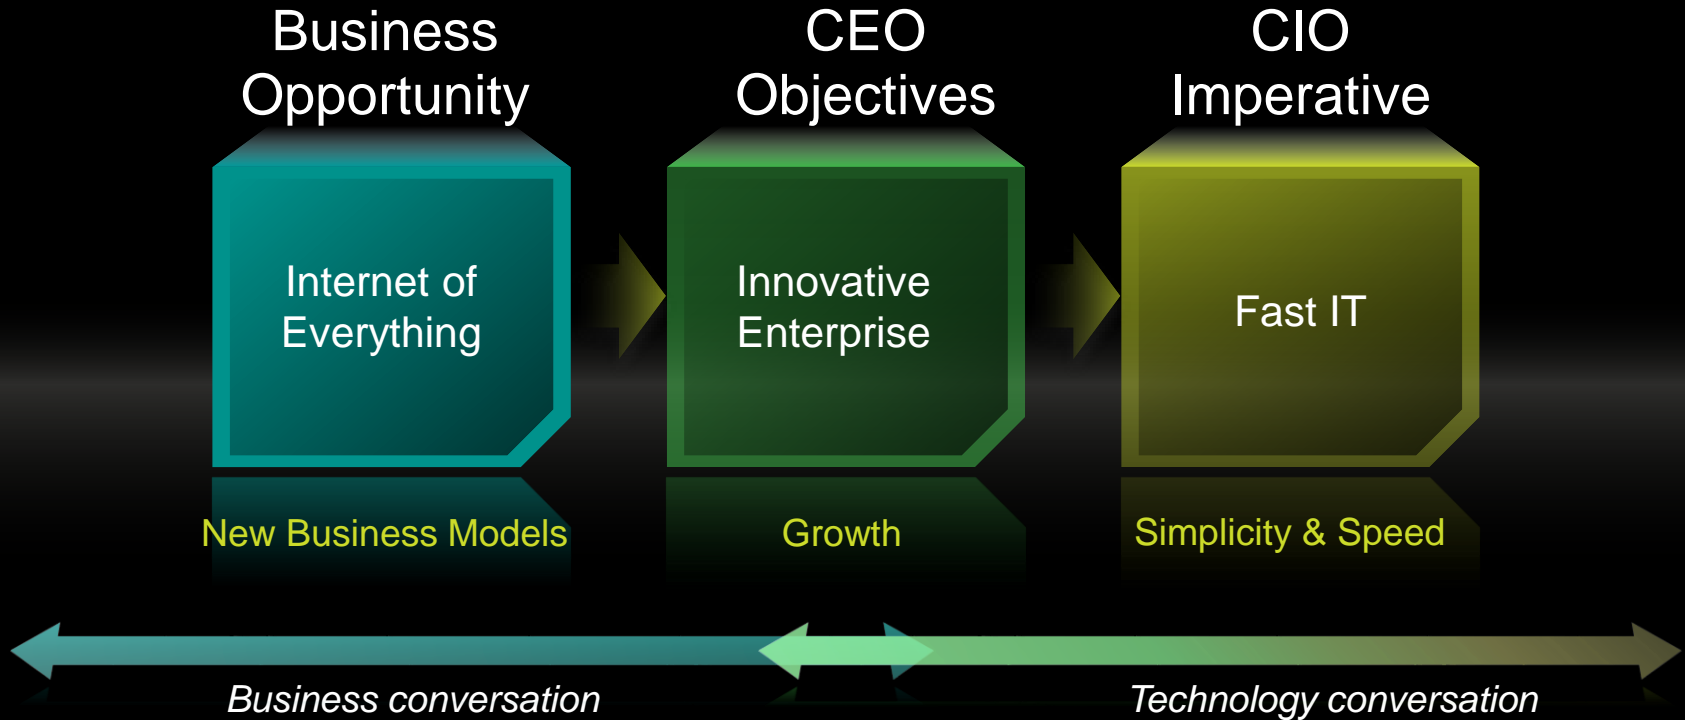 Business
Opportunity
CEO
Objectives
CIO
Imperative
Internet of
Everything
Innovative
Enterprise
Fast IT
New Business Models
Growth
Simplicity & Speed
Business conversation
Technology conversation